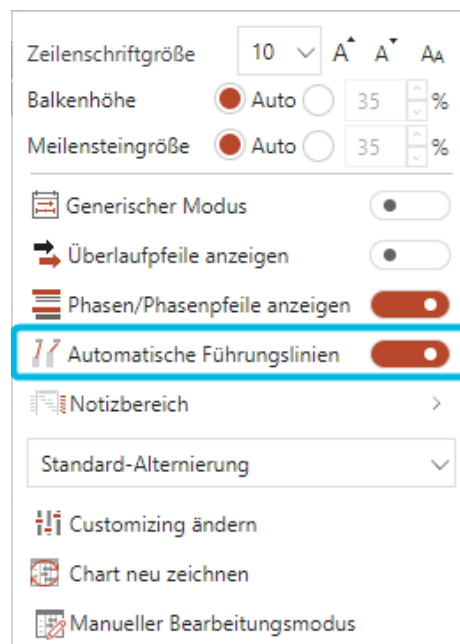 Zeilenschriftgröße 10 A A AA
Balkenhöhe Auto 35 %
Meilensteingröße Auto 35 %
Generischer Modus
Überlaufpfeile anzeigen
Phasen/Phasenpfeile anzeigen
Automatische Führungslinien
Notizbereich
Standard-Alternierung
Customizing ändern
Chart neu zeichnen
Manueller Bearbeitungsmodus